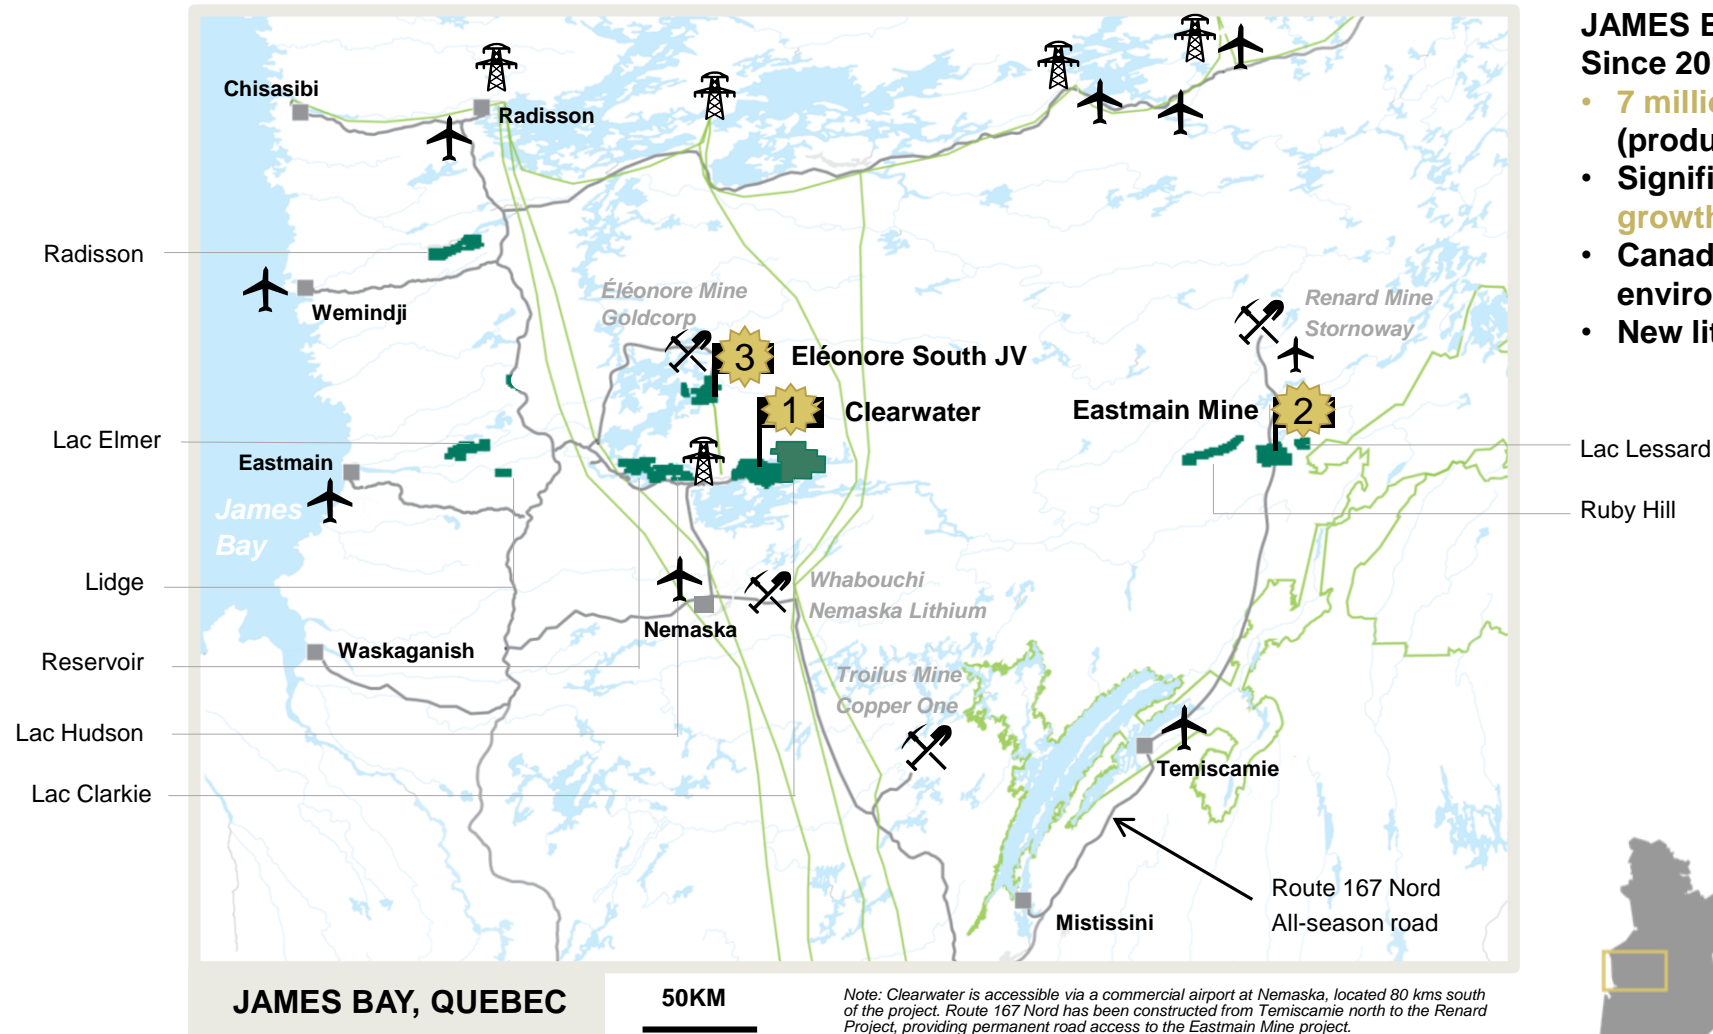 JAMES
Since 20
7
(produ
growth
enviro
New
Chisasibi
Radisson
Radisson
Wemindji
Éléonore Mine
Goldcorp
Renard Mine
Stornoway
3
Eléonore South JV
1
Clearwater
Eastmain Mine
2
Lac Elmer
Eastmain
Lac Lessard
James
Bay
Ruby Hill
Lidge
Whabouchi
Nemaska Lithium
Nemaska
Reservoir
Waskaganish
Troilus Mine
Copper One
Lac Hudson
Temiscamie
Lac Clarkie
Route 167 Nord
All-season road
Mistissini
JAMES BAY, QUEBEC
50KM
Note: Clearwater is accessible via a commercial airport at Nemaska, located 80 kms south
of the project. Route 167 Nord has been constructed from Temiscamie north to the Renard
Project, providing permanent road access to the Eastmain Mine project.